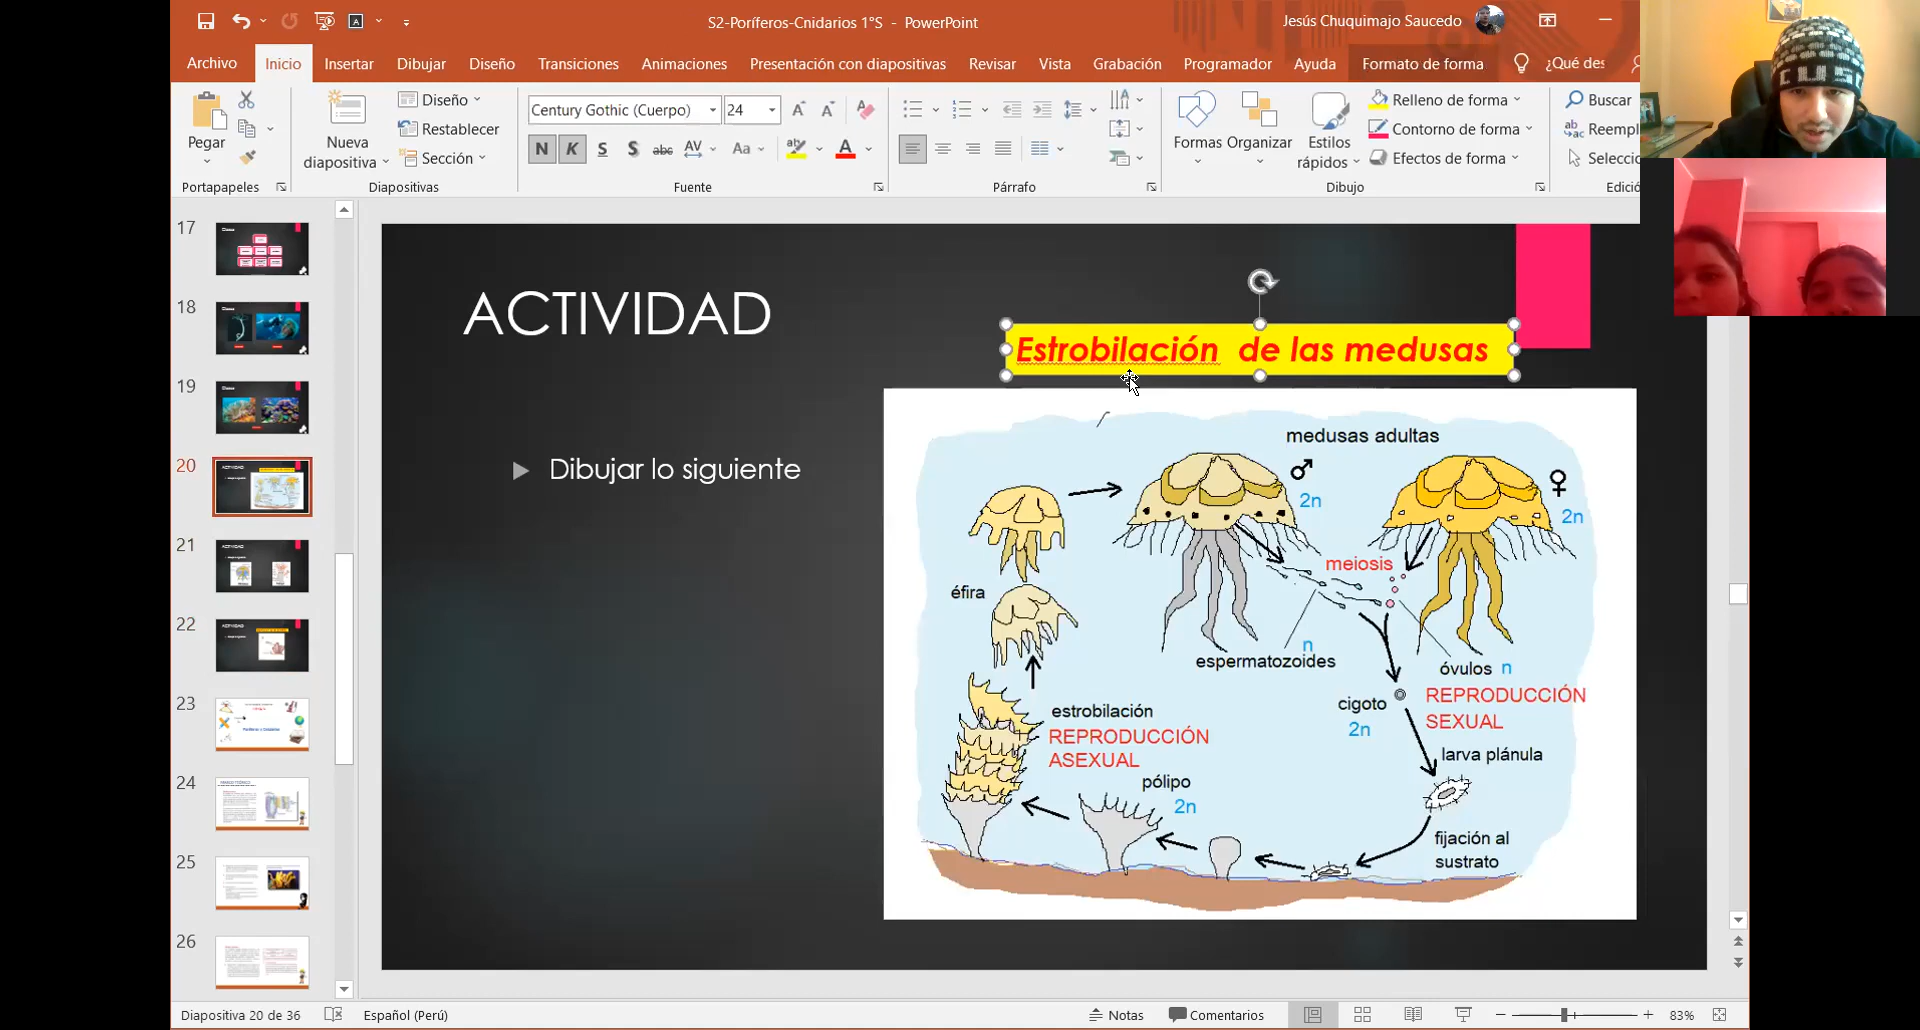 S2-Poríferos-Cnidarios 1°S - PowerPoint
Jesús Chuquimajo Saucedo
Archivo
Inicio
Insertar
Dibujar
Diseño
Transiciones
Animaciones
Presentación con diapositivas
Revisar
Vista
Grabación
Programador
Ayuda
Formato de forma
¿Qué des
Pegar
Portapapeles
Nueva
diapositiva
Diseño
Restablecer
Sección
Diapositivas
Century Gothic (Cuerpo)
24
N
K
S
S
abc
AV
Aa
A
Fuente
Párrafo
Formas
Organizar
Estilos
rápidos
Relleno de forma
Contorno de forma
Efectos de forma
Dibujo
Buscar
Reempl
Selecci
Edició
CUS
17
18
19
20
21
22
23
24
25
26
ACTIVIDAD
Estrobilación de las medusas
Dibujar lo siguiente
medusas adultas
♂
2n
♀
2n
meiosis
éfira
n
espermatozoides
óvulos n
cigoto
2n
REPRODUCCIÓN
SEXUAL
estrobilación
REPRODUCCIÓN
ASEXUAL
larva plánula
pólipo
2n
fijación al
sustrato
Diapositiva 20 de 36
Español (Perú)
Notas
Comentarios
83%